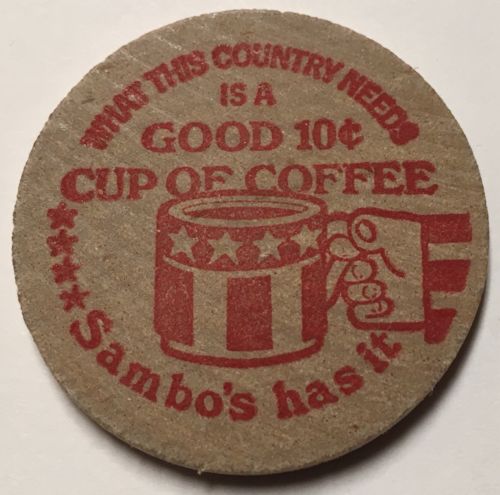 WHAT THIS COUNTRY NEEDS
IS A
GOOD 10¢
CUP OF COFFEE
Sambo's has it